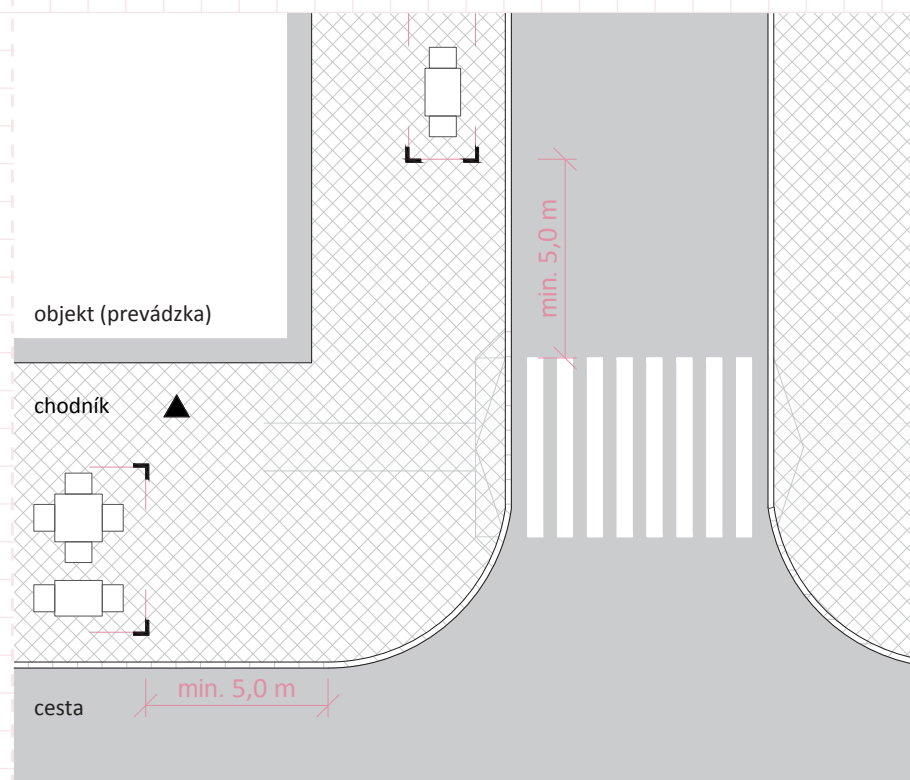 min. 5,0 m
objekt (prevádzka)
chodník
min. 5,0 m
cesta